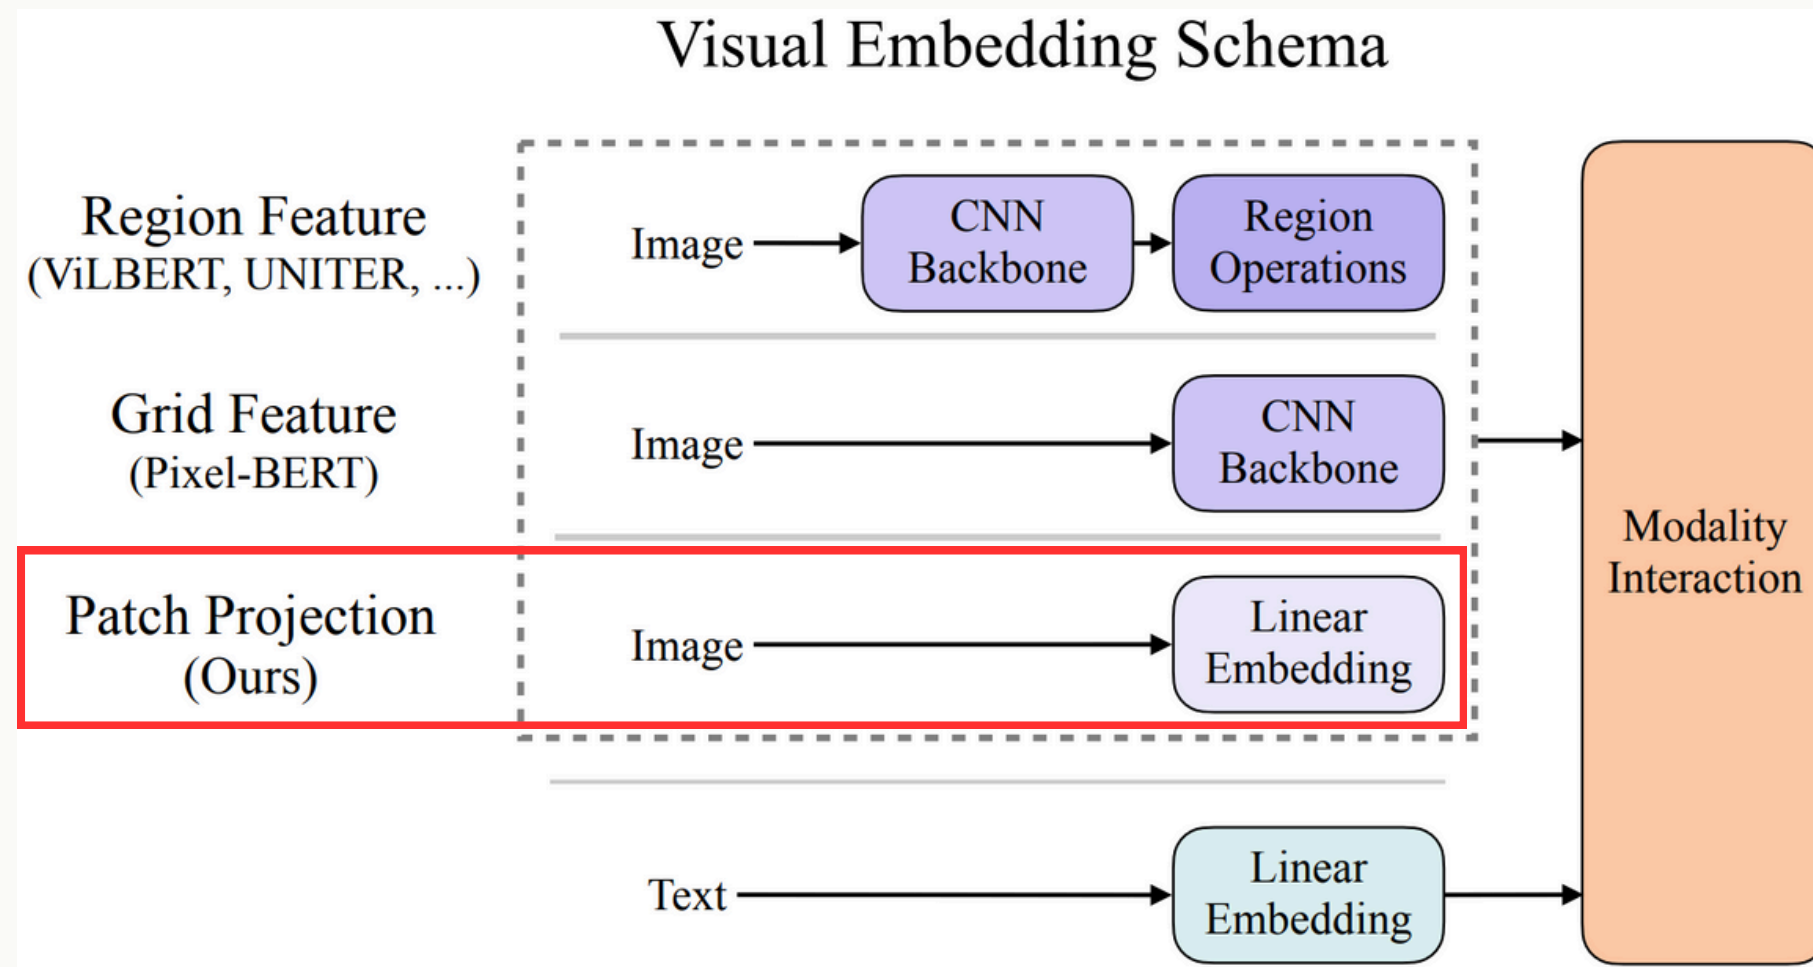 Visual Embedding Schema
Region Feature
(ViLBERT, UNITER, ...)
Image
CNN
Backbone
Region
Operations
Grid Feature
(Pixel-BERT)
Image
CNN
Backbone
Patch Projection
(Ours)
Image
Linear
Embedding
Text
Linear
Embedding
Modality
Interaction